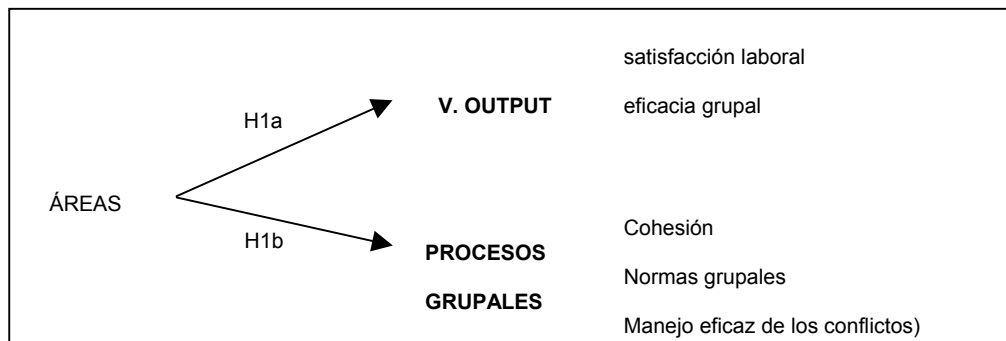 satisfacción laboral
V. OUTPUT
eficacia grupal
H1a
ÁREAS
H1b
PROCESOS
GRUPALES
Cohesión
Normas grupales
Manejo eficaz de los conflictos)